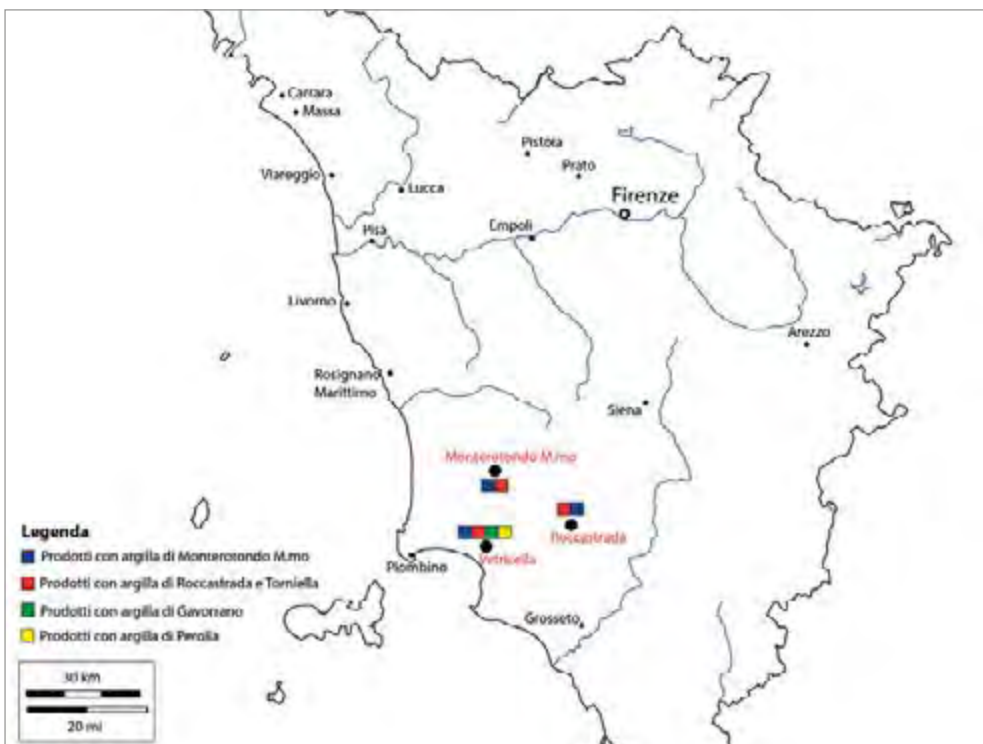 Carrara
Massa
Pistoia
Prato
Viareggio
Lucca
Firenze
Pisa
Empoli
Livorno
Arezzo
Rosignano
Marittimo
Siena
Monterotondo M.mo
Roccastrada
Vetricella
Piombino
Grosseto
Legenda
Prodotti con argilla di Monterotondo M.mo
Prodotti con argilla di Roccastrada e Torniella
Prodotti con argilla di Gavorrano
Prodotti con argilla di Perolla
30 km
20 mi